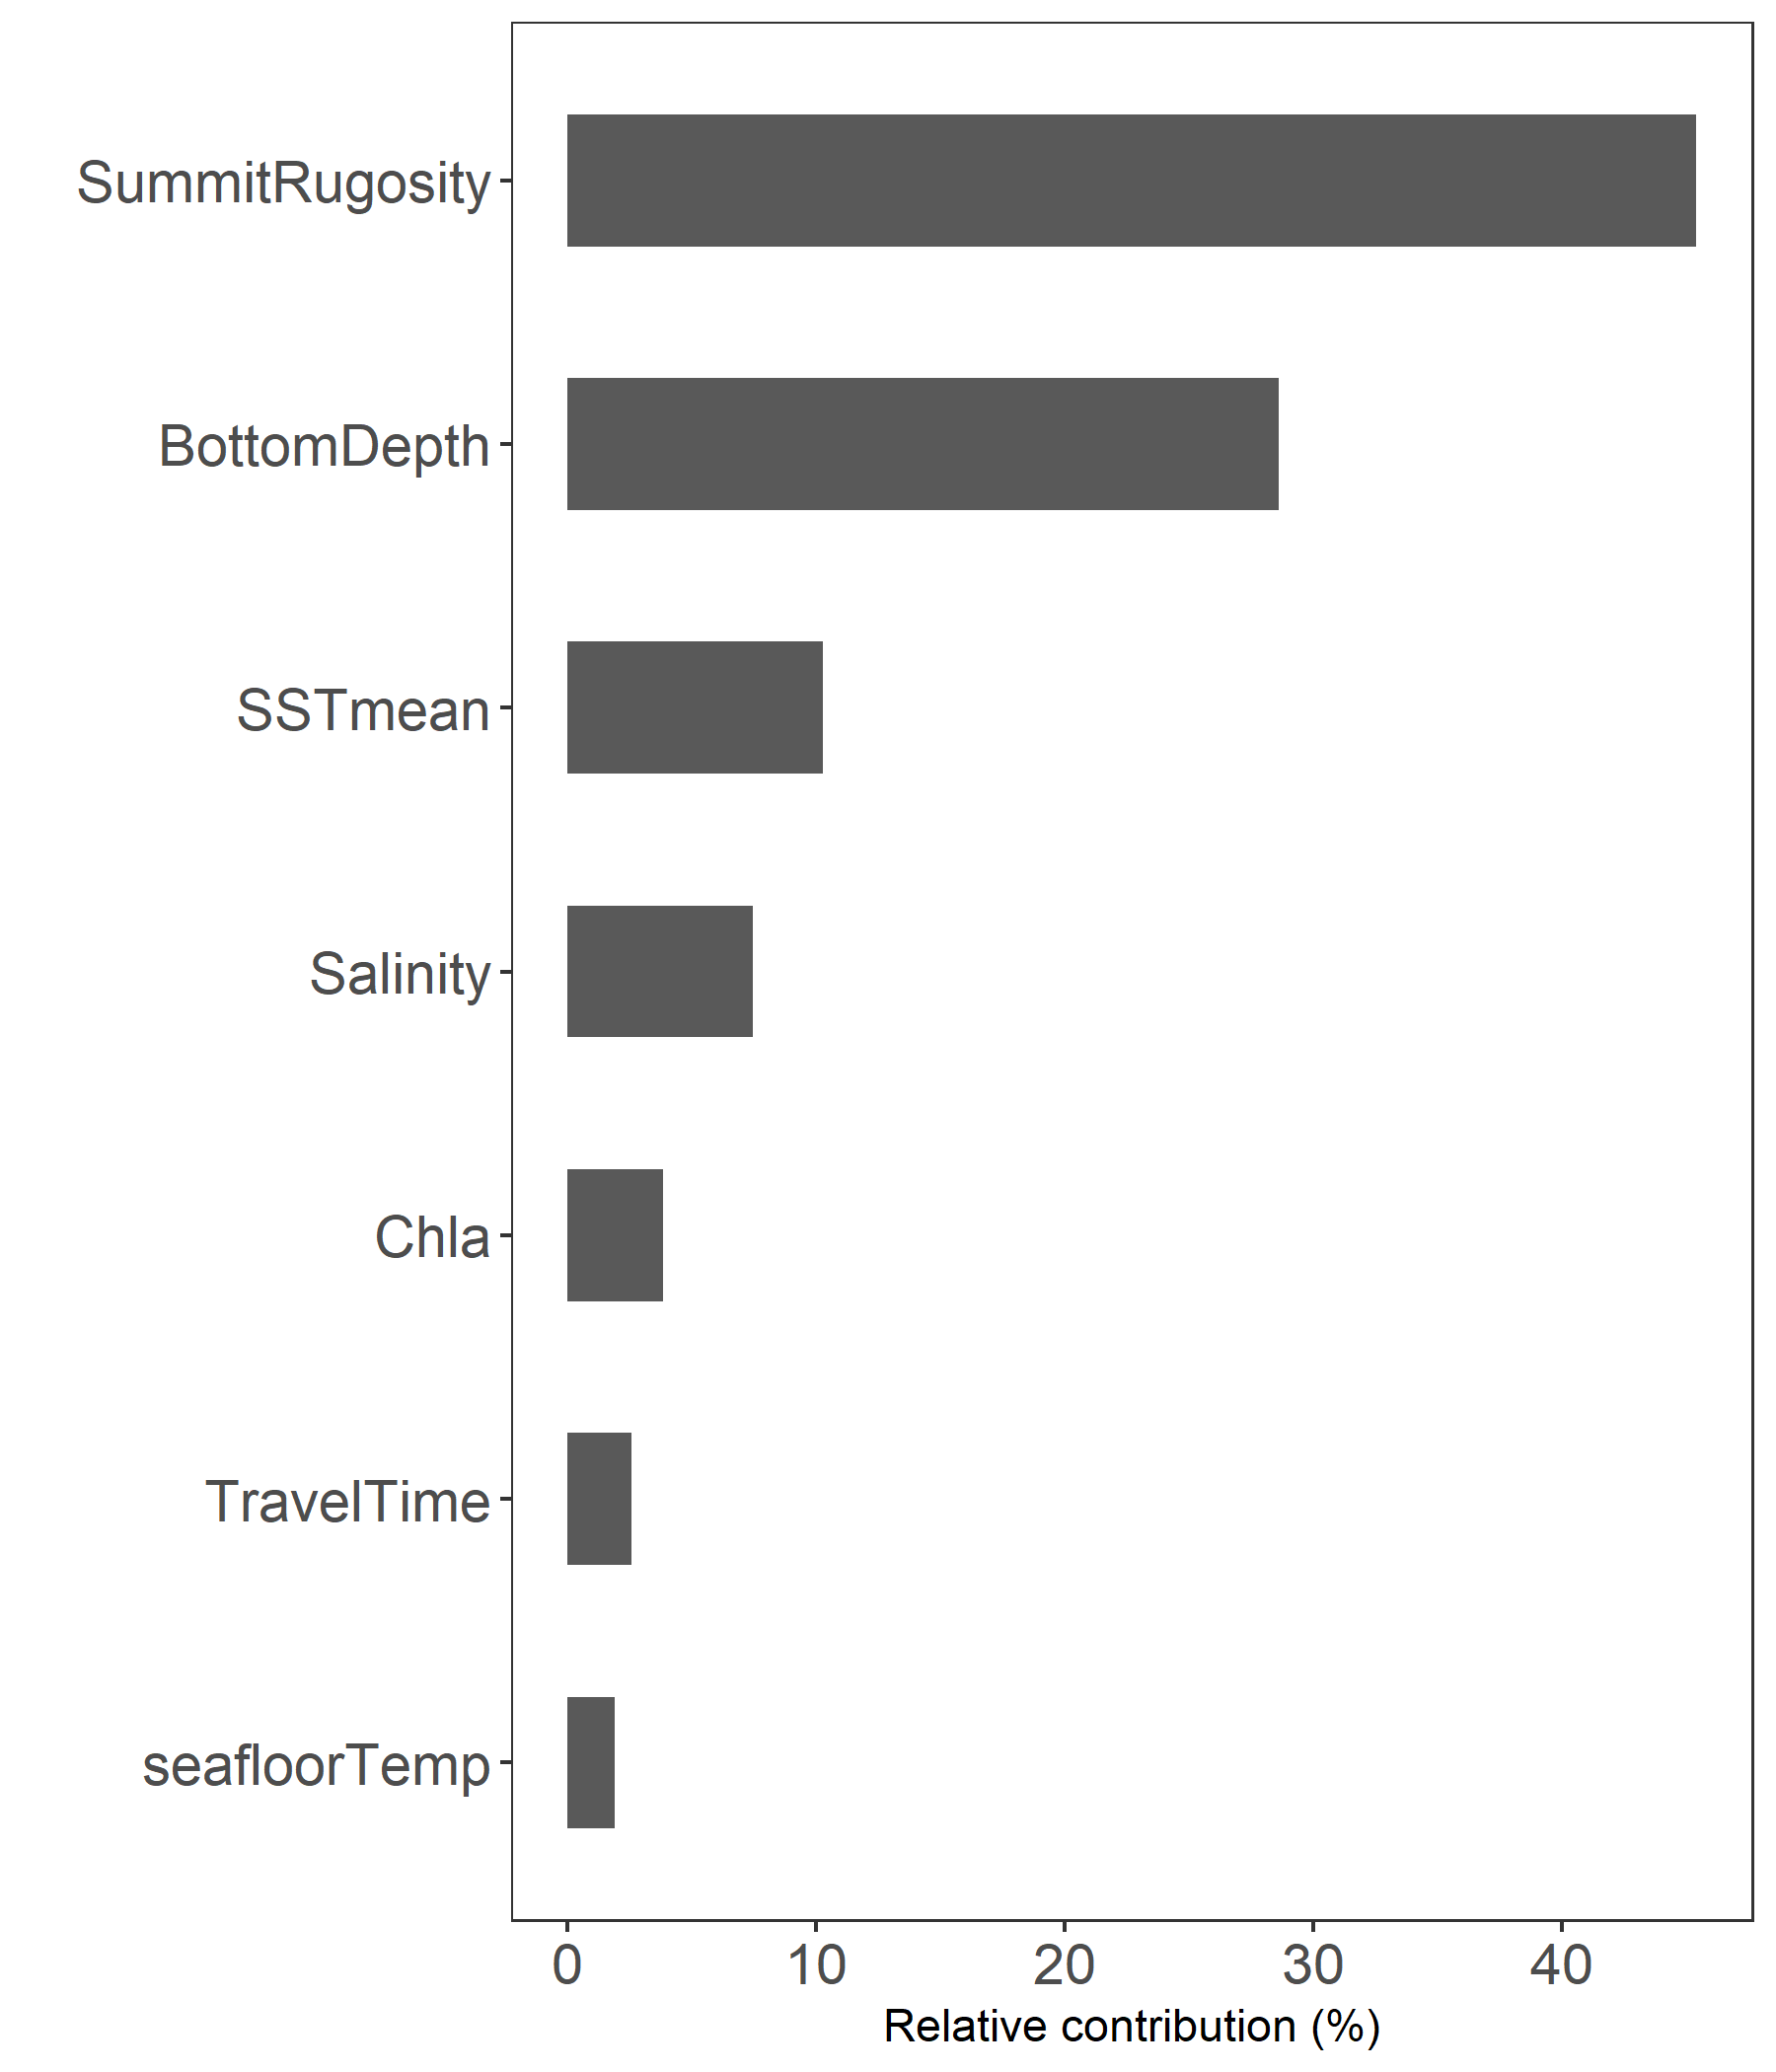 SummitRugosity
BottomDepth
SSTmean
Salinity
Chla
TravelTime
seafloorTemp
0 10 20 30 40
Relative contribution (%)